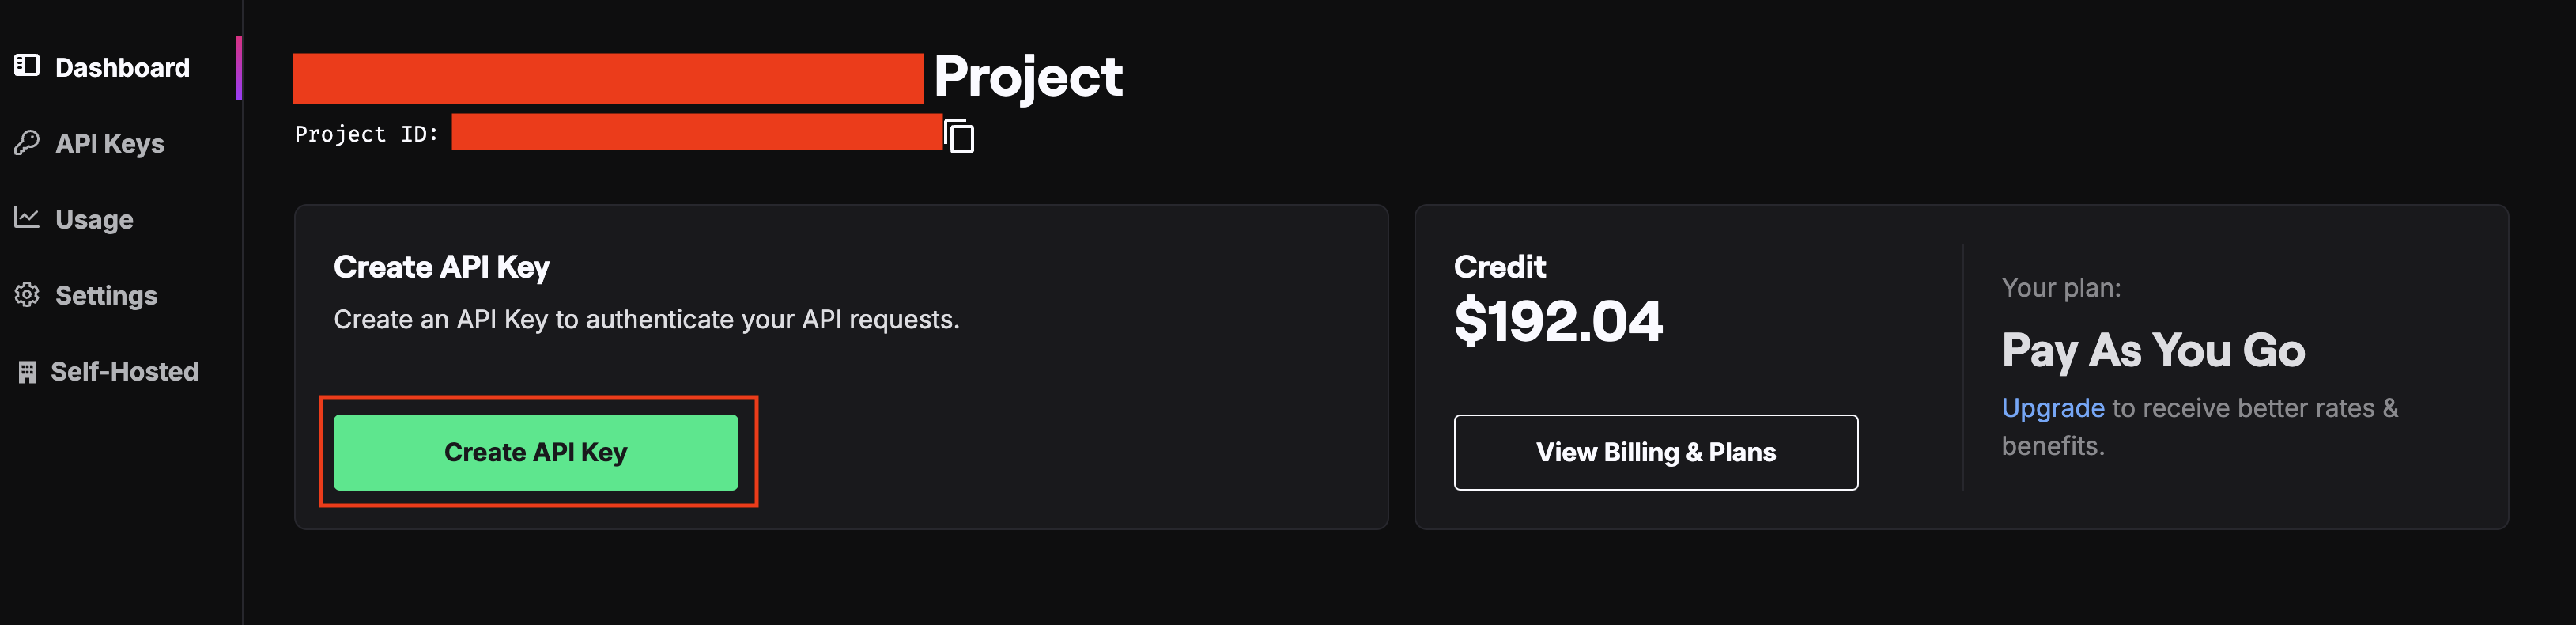 Dashboard
API Keys
Usage
Settings
Self-Hosted
Project
Project ID:
Create API Key
Create an API Key to authenticate your API requests.
Create API Key
Credit
$192.04
View Billing & Plans
Your plan:
Pay As You Go
Upgrade to receive better rates &
benefits.